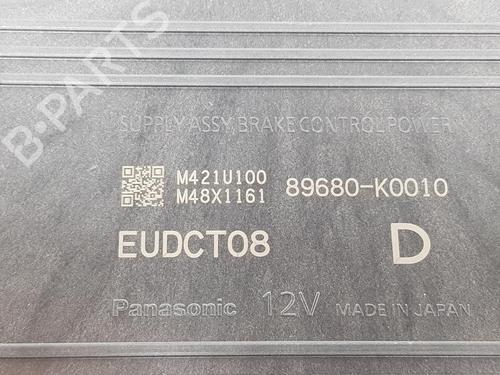 B-PARTS
SUPPLY ASSY,BRAKE CONTROL POWER
M421U100
M48X1161
89680-K0010
EUDCT08
D
Panasonic 12V MADE IN JAPAN